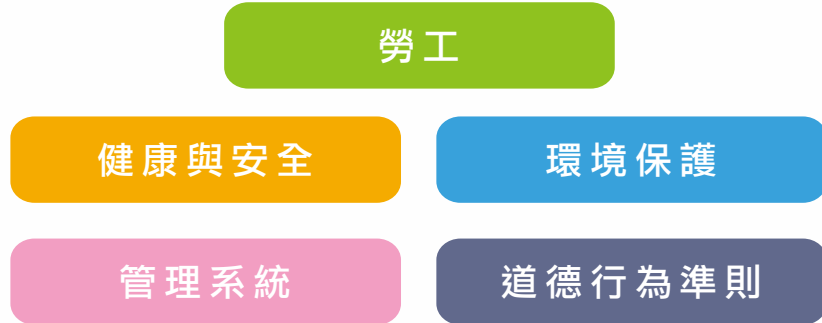 勞工
健康與安全
環境保護
管理系統
道德行為準則